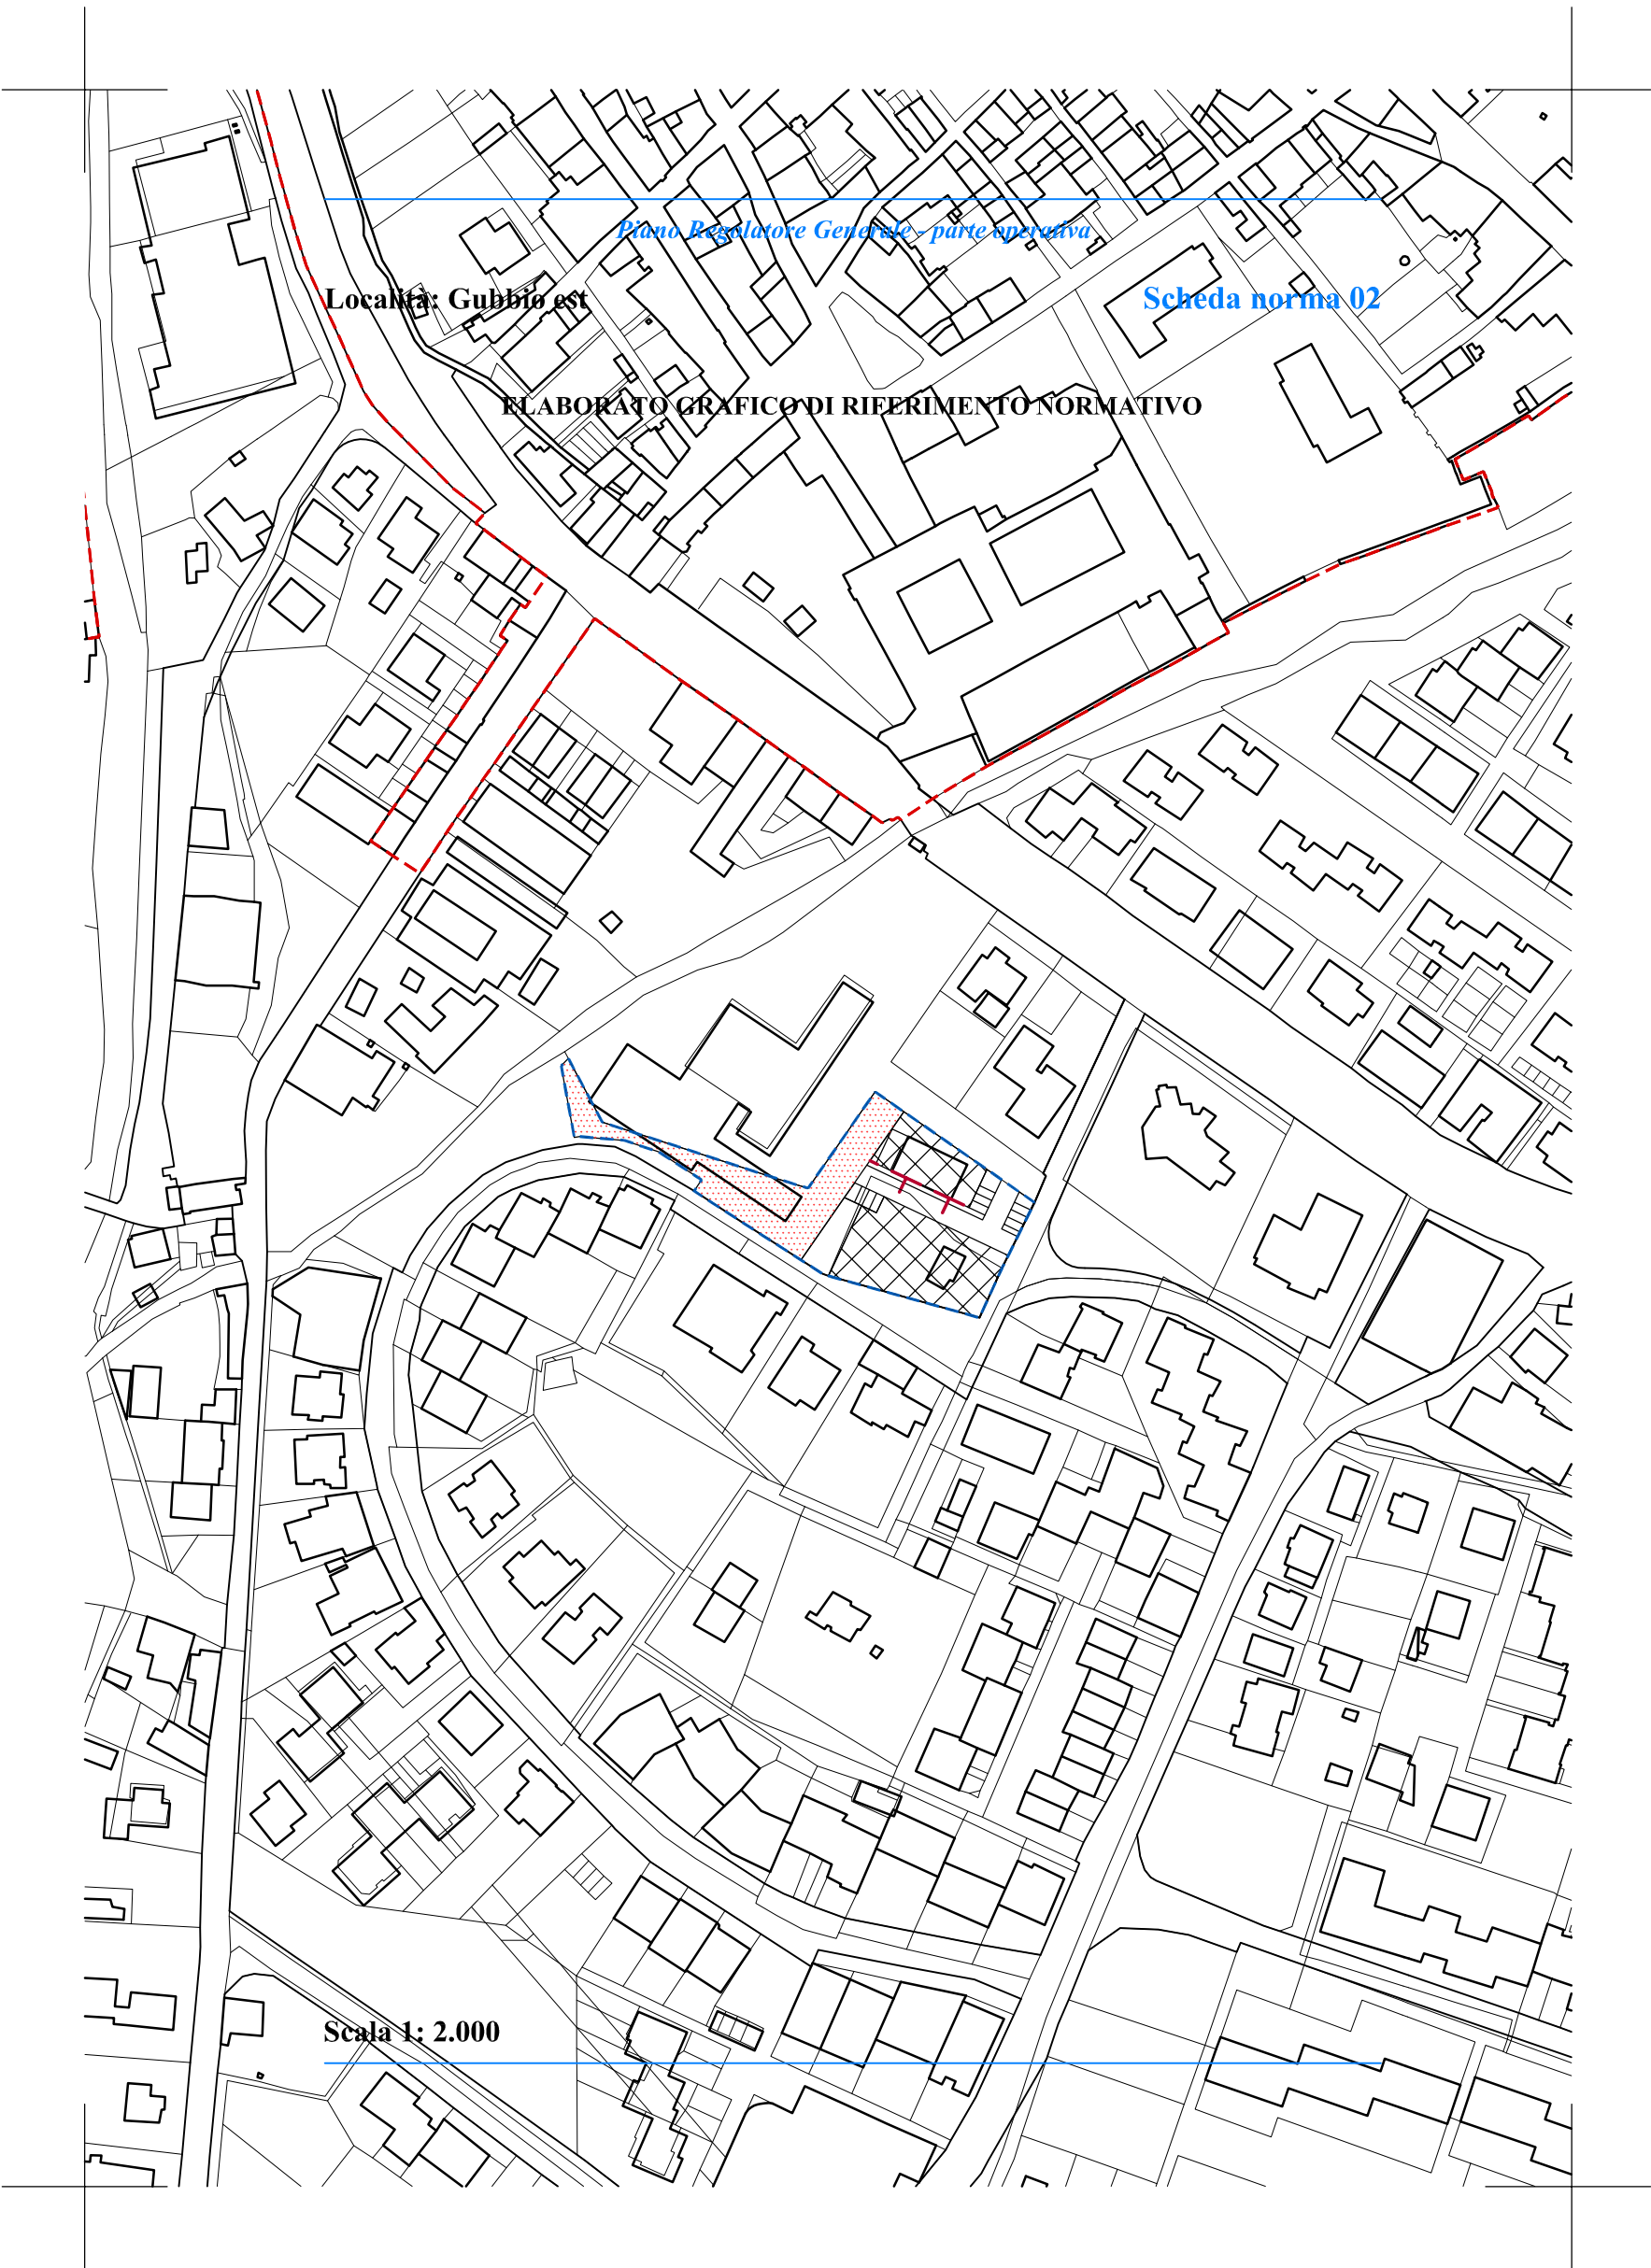 Piano Regolatore Generale - parte operativa
Località: Gubbio est
Scheda norma 02
ELABORATO GRAFICO DI RIFERIMENTO NORMATIVO
Scala 1: 2.000